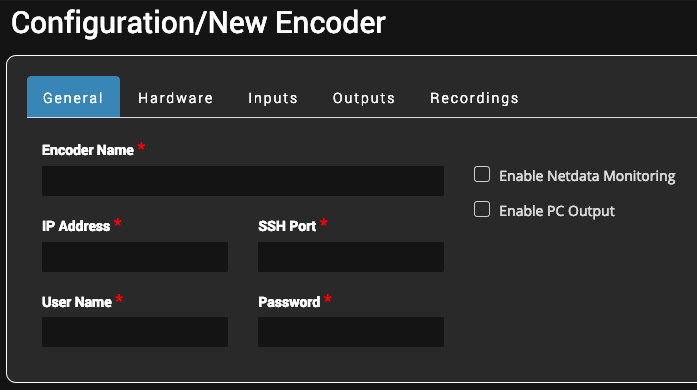 Configuration/New Encoder
General Hardware Inputs Outputs Recordings
Encoder Name *
Enable Netdata Monitoring
Enable PC Output
IP Address * SSH Port *
User Name * Password *